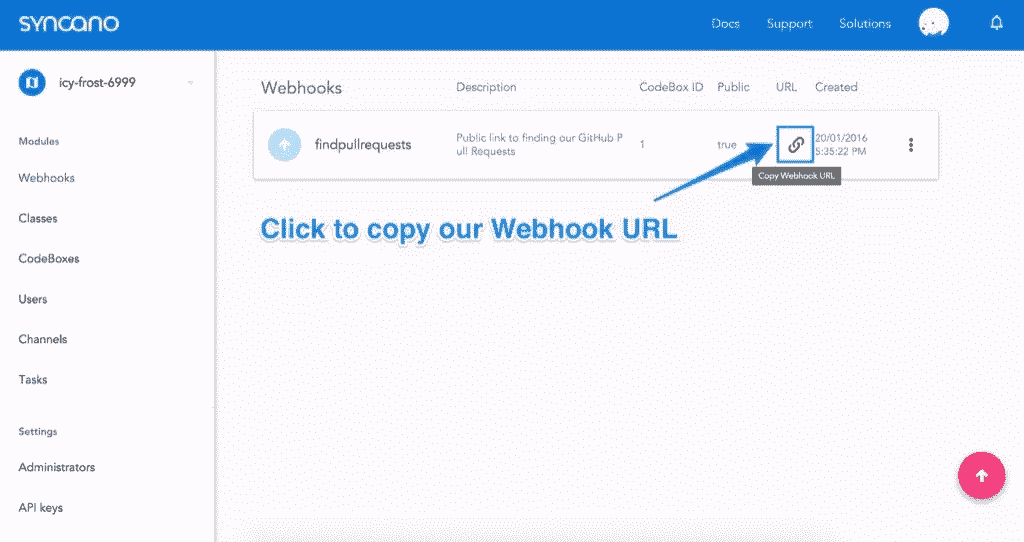 syncano
Docs Support Solutions
icy-frost-6999
Modules
Webhooks
Classes
CodeBoxes
Users
Channels
Tasks
Settings
Administrators
API keys
Webhooks Description CodeBox ID Public URL Created
findpullrequests
Public link to finding our GitHub P
ull Requests
1
true
20/01/2016
5:35:22 PM
Copy Webhook URL
Click to copy our Webhook URL